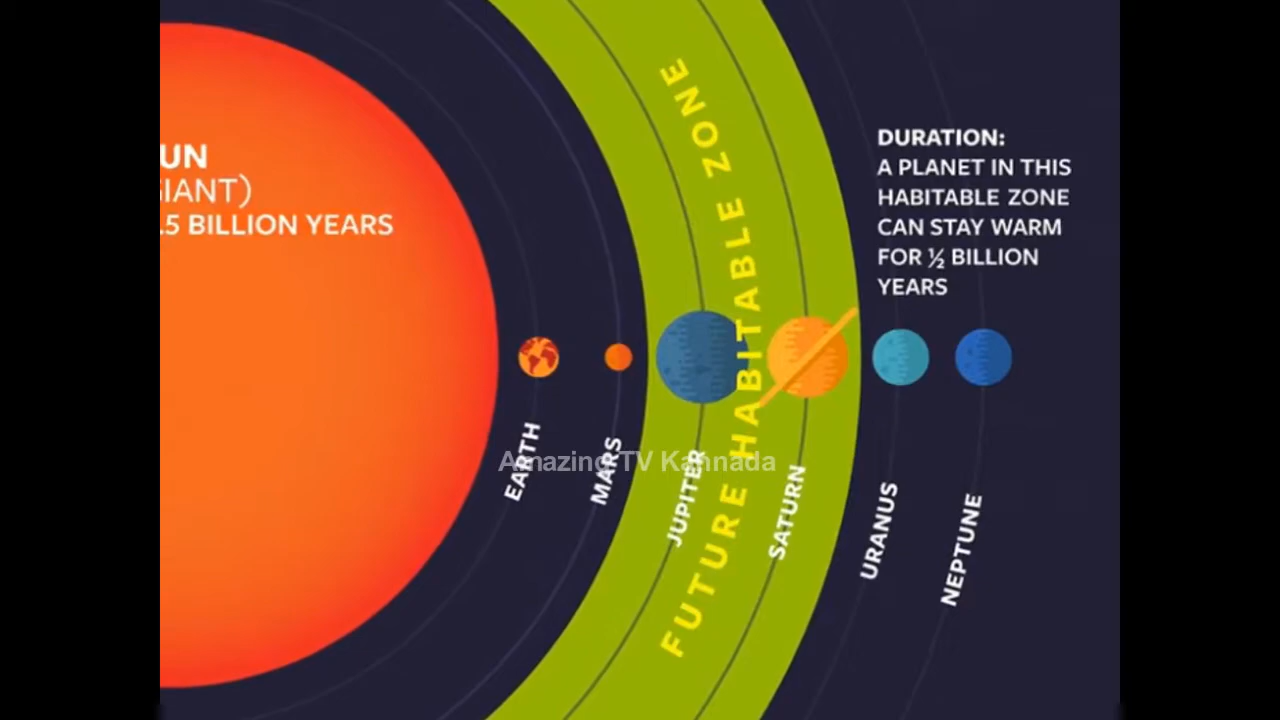 UN
GIANT)
.5 BILLION YEARS
DURATION:
A PLANET IN THIS
HABITABLE ZONE
CAN STAY WARM
FOR ½ BILLION
YEARS
FUTURE HABITABLE ZONE
EARTH
MARS
JUPITER
SATURN
URANUS
NEPTUNE
Amazing TV Kannada